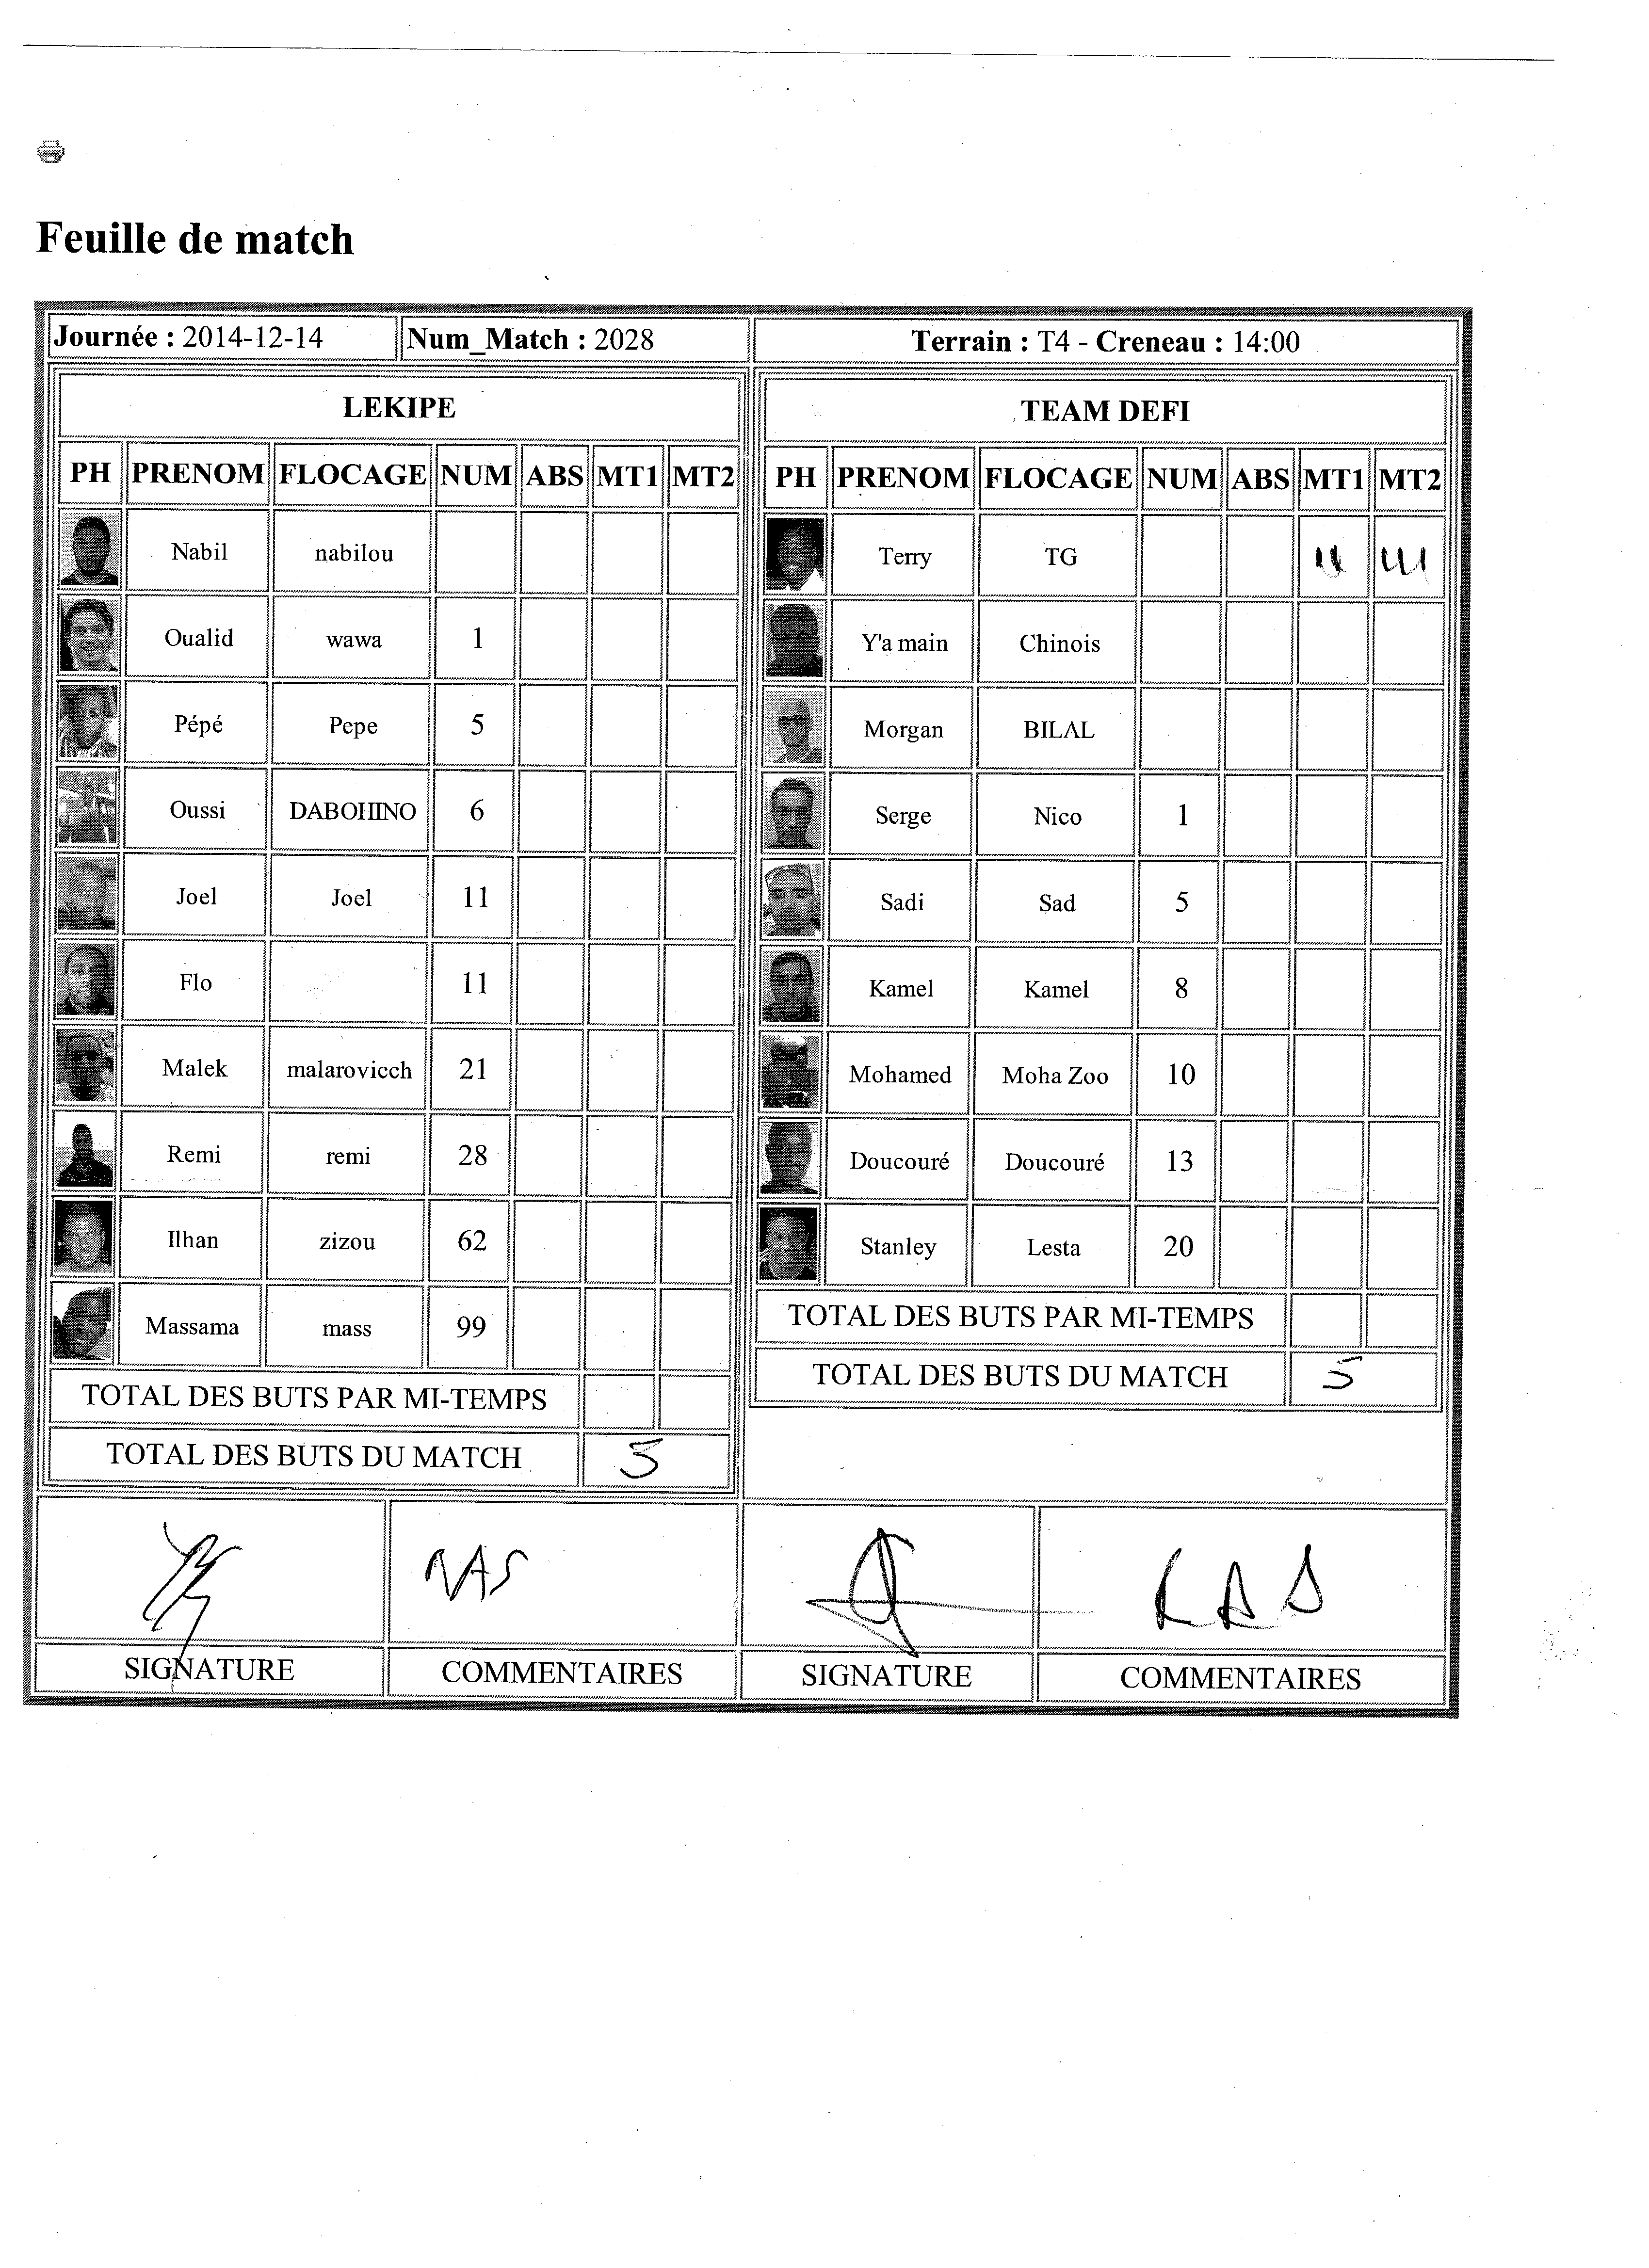 Feuille de match
Journée : 2014-12-14 Num_Match : 2028 Terrain : T4 - Creneau : 14:00
LEKIPE
PH PRENOM FLOCAGE NUM ABS MT1 MT2
Nabil nabilou
Oualid wawa 1
Pépé Pepe 5
Oussi DABOHINO 6
Joel Joel 11
Flo 11
Malek malarovicch 21
Remi remi 28
Ilhan zizou 62
Massama mass 99
TOTAL DES BUTS PAR MI-TEMPS
TOTAL DES BUTS DU MATCH
TEAM DEFI
PH PRENOM FLOCAGE NUM ABS MT1 MT2
Terry TG
Y'a main Chinois
Morgan BILAL
Serge Nico 1
Sadi Sad 5
Kamel Kamel 8
Mohamed Moha Zoo 10
Doucouré Doucouré 13
Stanley Lesta 20
TOTAL DES BUTS PAR MI-TEMPS
TOTAL DES BUTS DU MATCH 5
RAS
RAS
SIGNATURE COMMENTAIRES SIGNATURE COMMENTAIRES